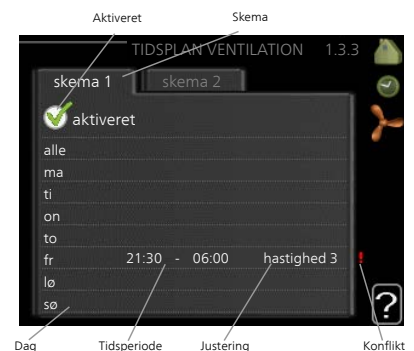 Aktiveret Skema
TIDSPLAN VENTILATION 1.3.3
skema 1 skema 2
aktiveret
alle
ma
ti
on
to
fr 21:30 - 06:00 hastighed 3 !
lø
sø
?
Dag Tidsperiode Justering Konflikt